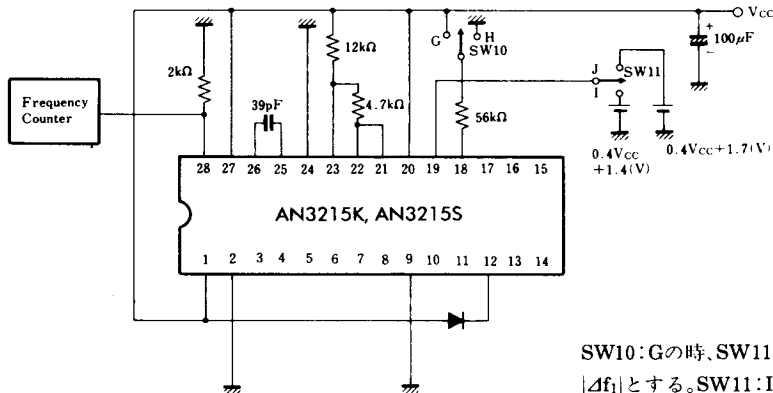 Vcc
G
H
SW10
100μF
+
−
12kΩ
2kΩ
J
SW11
I
Frequency
Counter
39pF
4.7kΩ
56kΩ
0.4Vcc
+1.4(V)
0.4Vcc+1.7(V)
28 27 26 25 24 23 22 21 20 19 18 17 16 15
AN3215K, AN3215S
1 2 3 4 5 6 7 8 9 10 11 12 13 14
SW10:Gの時、SW11
|Δf₁|とする。SW11:I